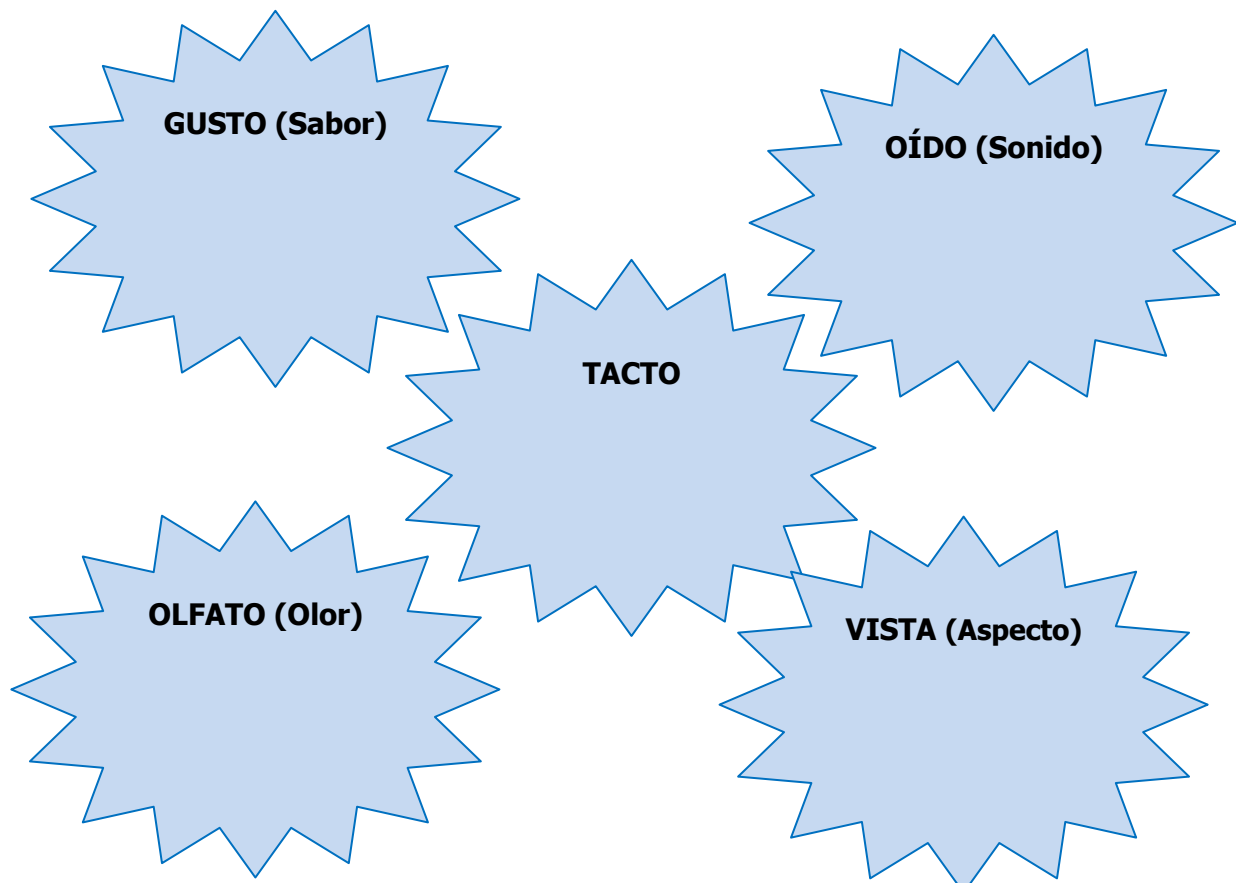 GUSTO (Sabor)
OÍDO (Sonido)
TACTO
OLFATO (Olor)
VISTA (Aspecto)